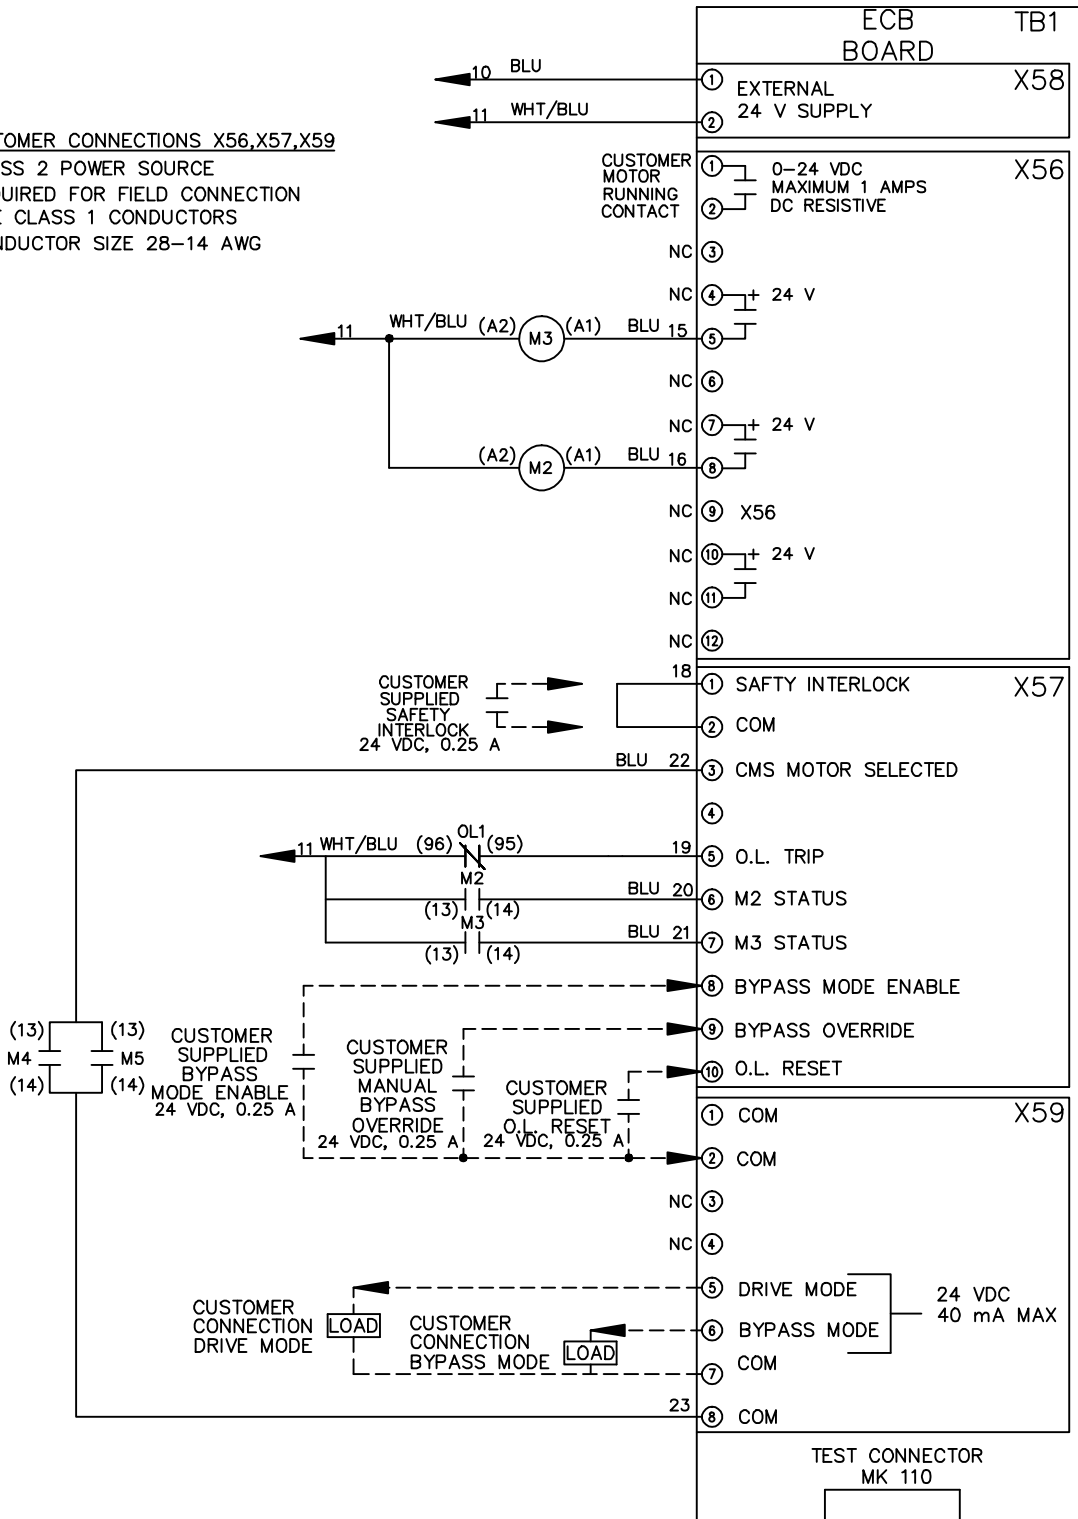 ECB
BOARD
TB1
X58
10 BLU
1 EXTERNAL
24 V SUPPLY
11 WHT/BLU
2
TOMER CONNECTIONS X56,X57,X59
SS 2 POWER SOURCE
QUIRED FOR FIELD CONNECTION
E CLASS 1 CONDUCTORS
NDUCTOR SIZE 28-14 AWG
X56
CUSTOMER
MOTOR
RUNNING
CONTACT
1
2
0-24 VDC
MAXIMUM 1 AMPS
DC RESISTIVE
NC 3
NC 4 + 24 V
11 WHT/BLU (A2) M3 (A1) BLU 15 5
NC 6
NC 7 + 24 V
(A2) M2 (A1) BLU 16 8
NC 9 X56
NC 10 + 24 V
NC 11
NC 12
X57
18 1 SAFTY INTERLOCK
2 COM
CUSTOMER
SUPPLIED
SAFETY
INTERLOCK
24 VDC, 0.25 A
BLU 22 3 CMS MOTOR SELECTED
4
11 WHT/BLU (96) OL1 (95) 19 5 O.L. TRIP
M2
(13) (14) BLU 20 6 M2 STATUS
M3
(13) (14) BLU 21 7 M3 STATUS
8 BYPASS MODE ENABLE
9 BYPASS OVERRIDE
10 O.L. RESET
(13) (13)
M4 M5
(14) (14)
CUSTOMER
SUPPLIED
BYPASS
MODE ENABLE
24 VDC, 0.25 A
CUSTOMER
SUPPLIED
MANUAL
BYPASS
OVERRIDE
24 VDC, 0.25 A
CUSTOMER
SUPPLIED
O.L. RESET
24 VDC, 0.25 A
X59
1 COM
2 COM
NC 3
NC 4
5 DRIVE MODE
6 BYPASS MODE
24 VDC
40 mA MAX
7 COM
CUSTOMER
CONNECTION
DRIVE MODE
LOAD
CUSTOMER
CONNECTION
BYPASS MODE
LOAD
23 8 COM
TEST CONNECTOR
MK 110